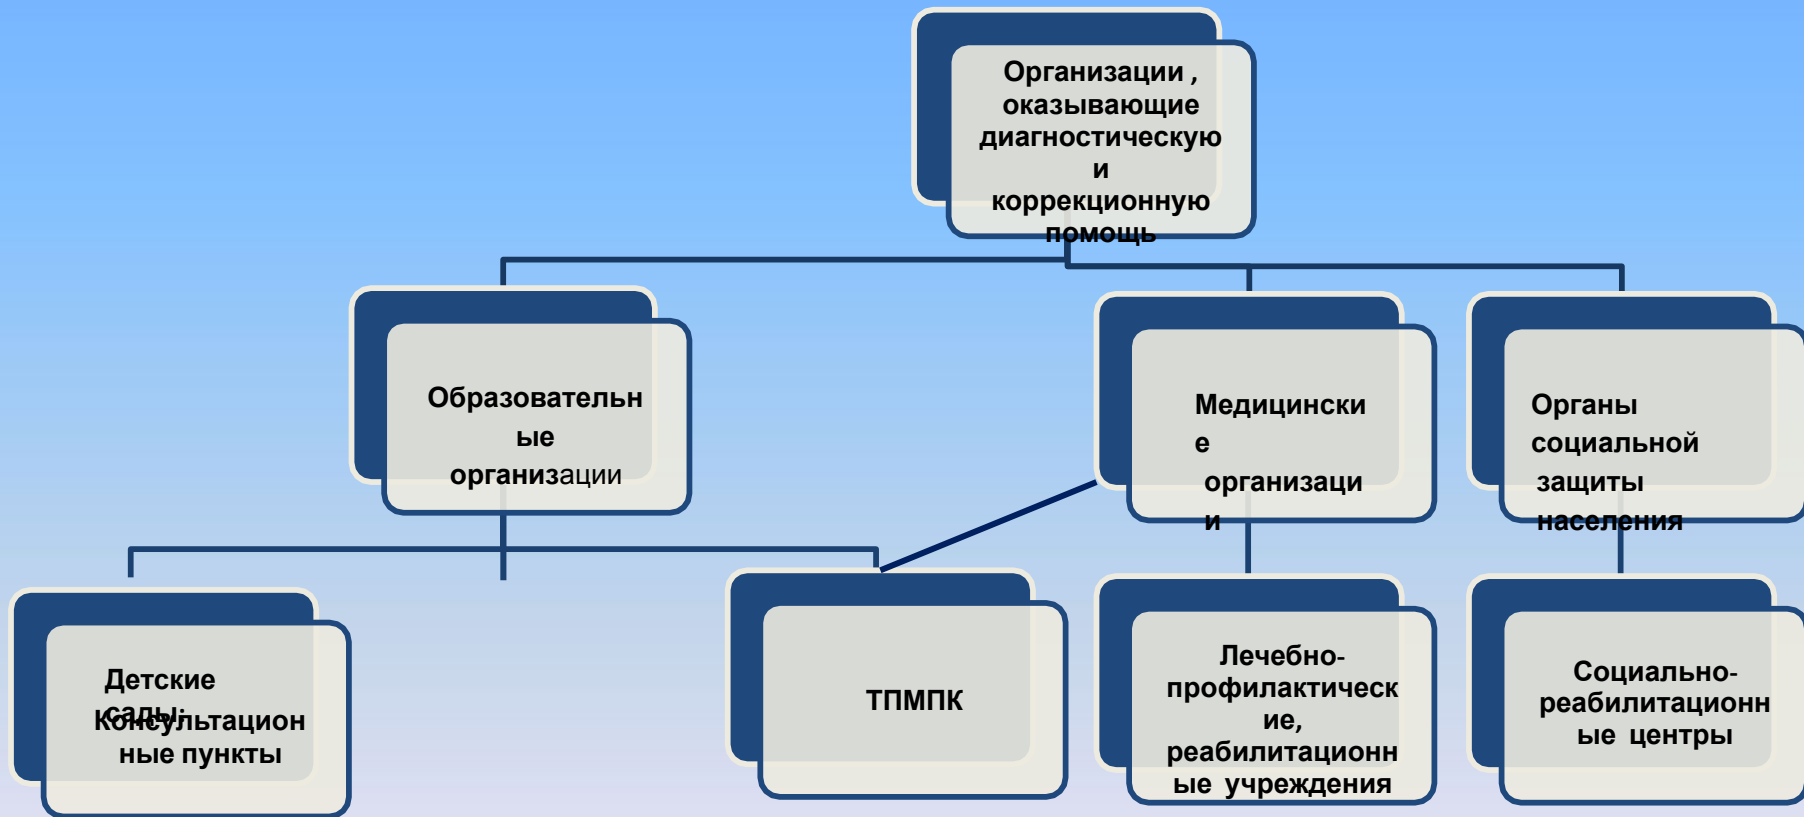 Организации ,
оказывающие
диагностическую
и
коррекционную
помощь
Образовательн
ые
организации
Медицински
е
организаци
и
Органы
социальной
защиты
населения
Детские
сады;
Консультацион
ные пункты
ТПМПК
Лечебно-
профилактическ
ие,
реабилитационн
ые учреждения
Социально-
реабилитационн
ые центры